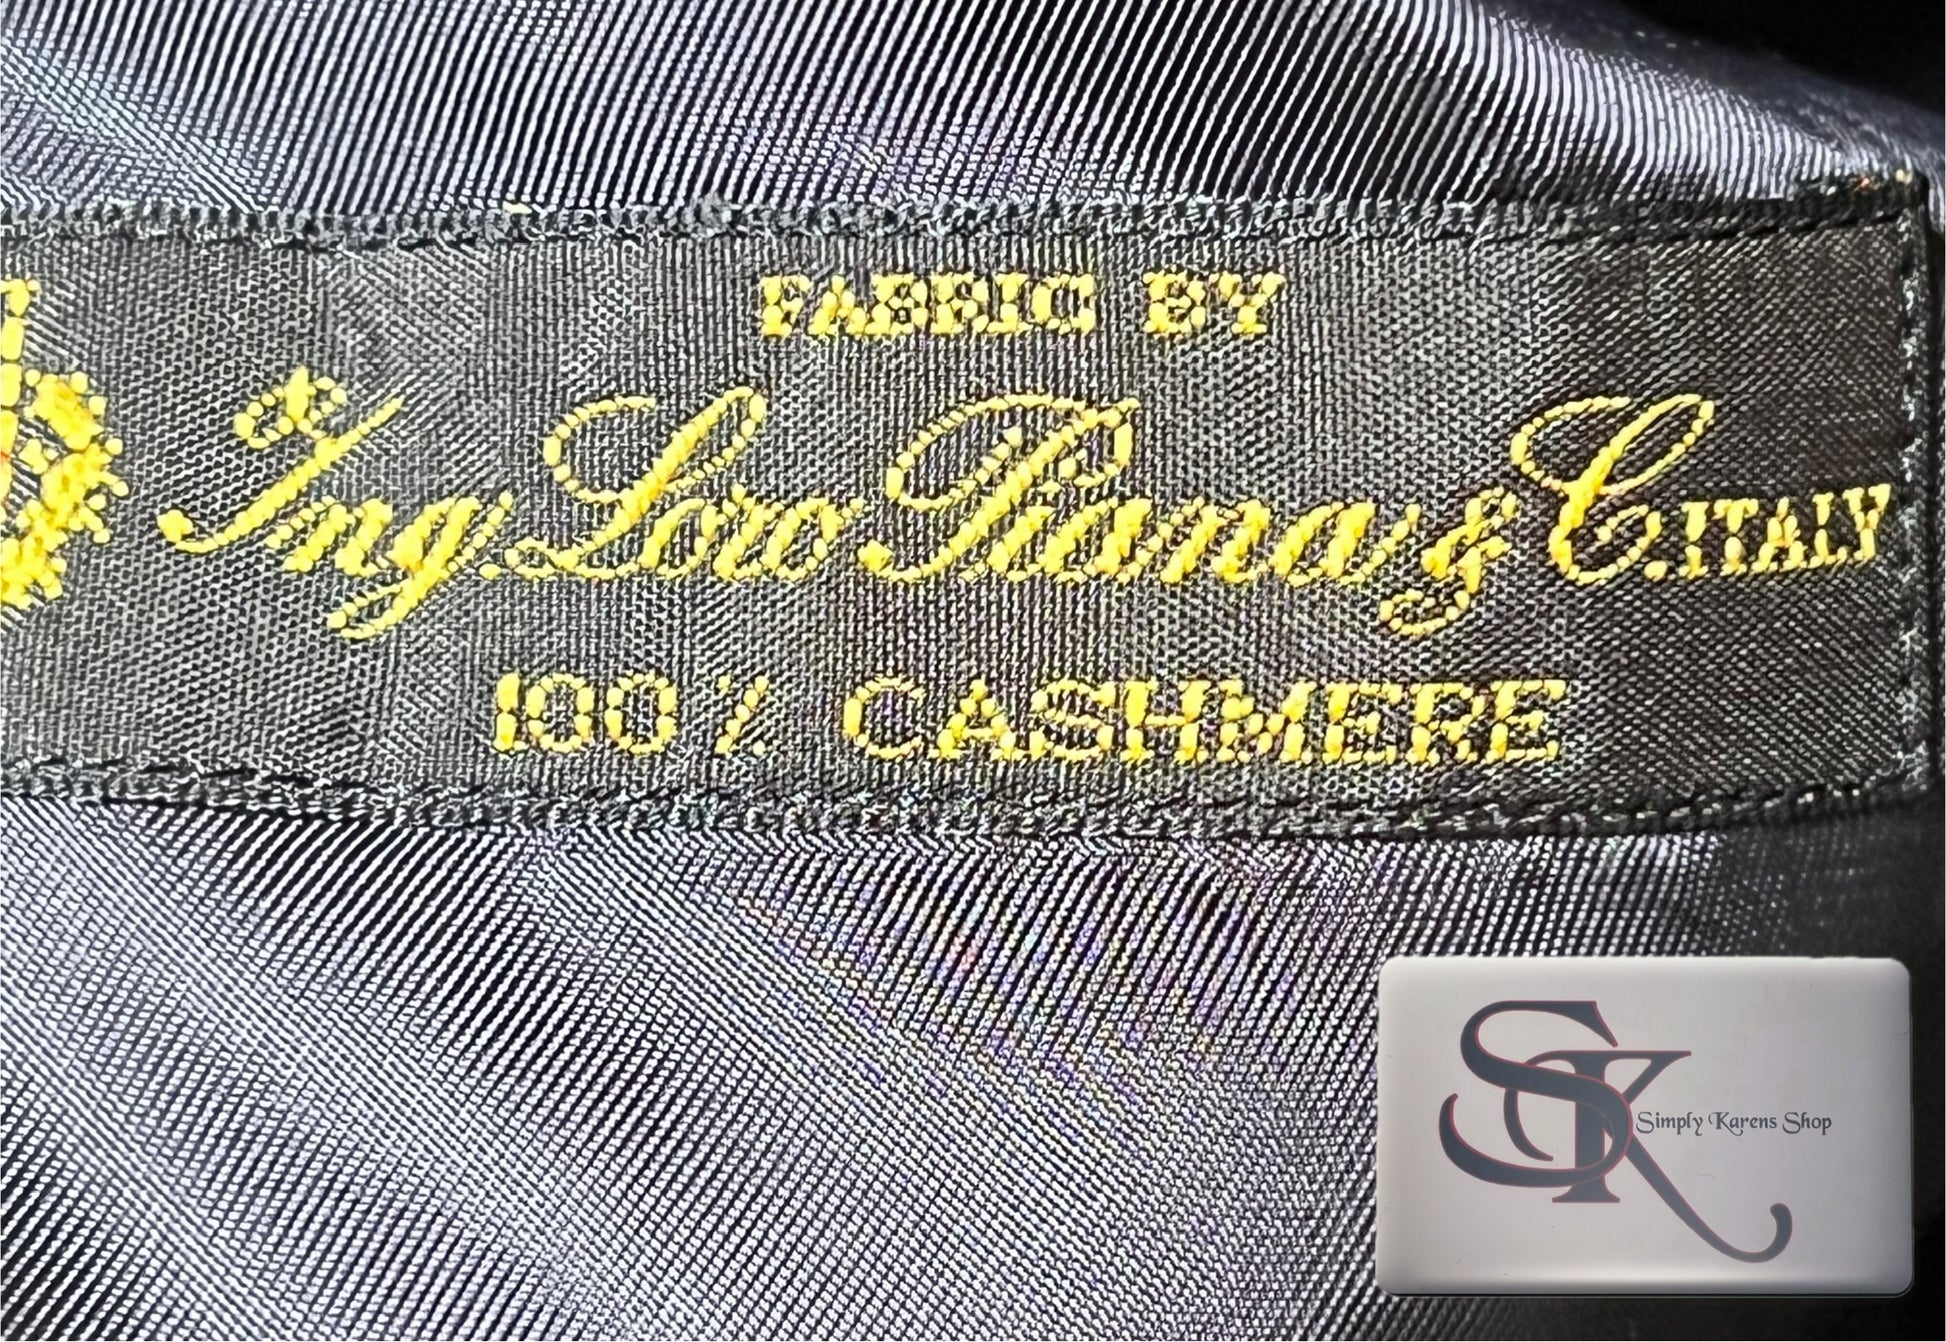 FABRIC BY
Ing. Loro Piana & C. ITALY
100% CASHMERE
SK
Simply Karens Shop